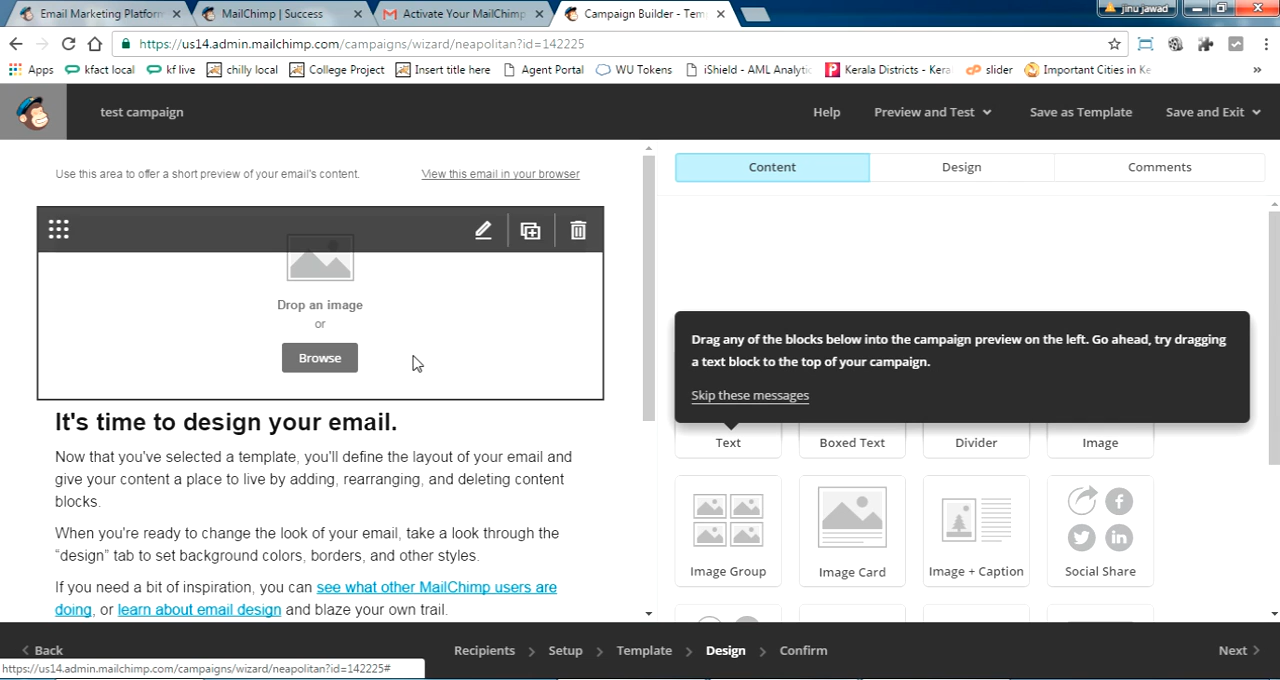 Email Marketing Platform
MailChimp | Success
Activate Your MailChimp
Campaign Builder - Temp
jinu jawad
https://us14.admin.mailchimp.com/campaigns/wizard/neapolitan?id=142225
Apps
kfact local
kf live
chilly local
College Project
Insert title here
Agent Portal
WU Tokens
iShield - AML Analytic
Kerala Districts - Kera
slider
Important Cities in Ke
»
test campaign
Help
Preview and Test
Save as Template
Save and Exit
Use this area to offer a short preview of your email's content.
View this email in your browser
Content
Design
Comments
Drop an image
or
Browse
Drag any of the blocks below into the campaign preview on the left. Go ahead, try dragging
a text block to the top of your campaign.
Skip these messages
It's time to design your email.
Now that you've selected a template, you'll define the layout of your email and
give your content a place to live by adding, rearranging, and deleting content
blocks.
When you're ready to change the look of your email, take a look through the
“design” tab to set background colors, borders, and other styles.
If you need a bit of inspiration, you can see what other MailChimp users are
doing, or learn about email design and blaze your own trail.
Text
Boxed Text
Divider
Image
Image Group
Image Card
Image + Caption
Social Share
Back
Recipients
Setup
Template
Design
Confirm
Next
https://us14.admin.mailchimp.com/campaigns/wizard/neapolitan?id=142225#